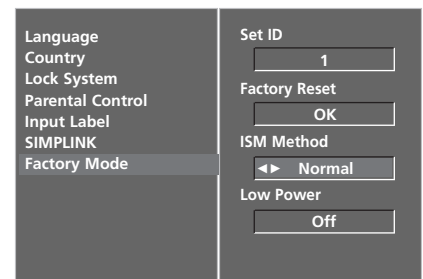 Language
Country
Lock System
Parental Control
Input Label
SIMPLINK
Factory Mode
Set ID
1
Factory Reset
OK
ISM Method
◄► Normal
Low Power
Off